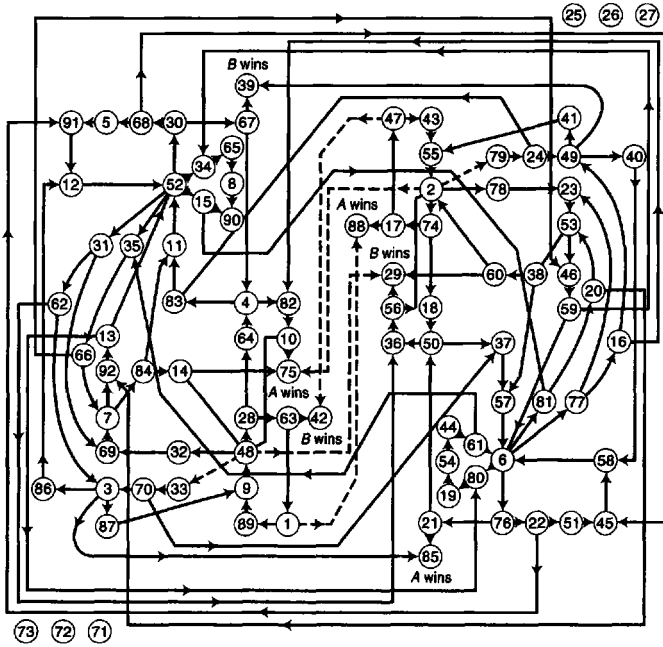 25 26 27
B wins
39
91 5 68 30 67 47 43 41
65
34 55 79 24 49 40
12 52 8 2 78 23
15 90 A wins
88 17 74 53
31 35 11 B wins
29 60 38 46 20
62 83 4 82 56 18 59
13 64 10 36 50 37 16
66 92 84 14 75
A wins
7 28 63 42 57 81 77
B wins
44 61
69 32 48 54 6 58
86 3 70 33 9 19 80
87 89 1 21 76 22 51 45
85
A wins
73 72 71